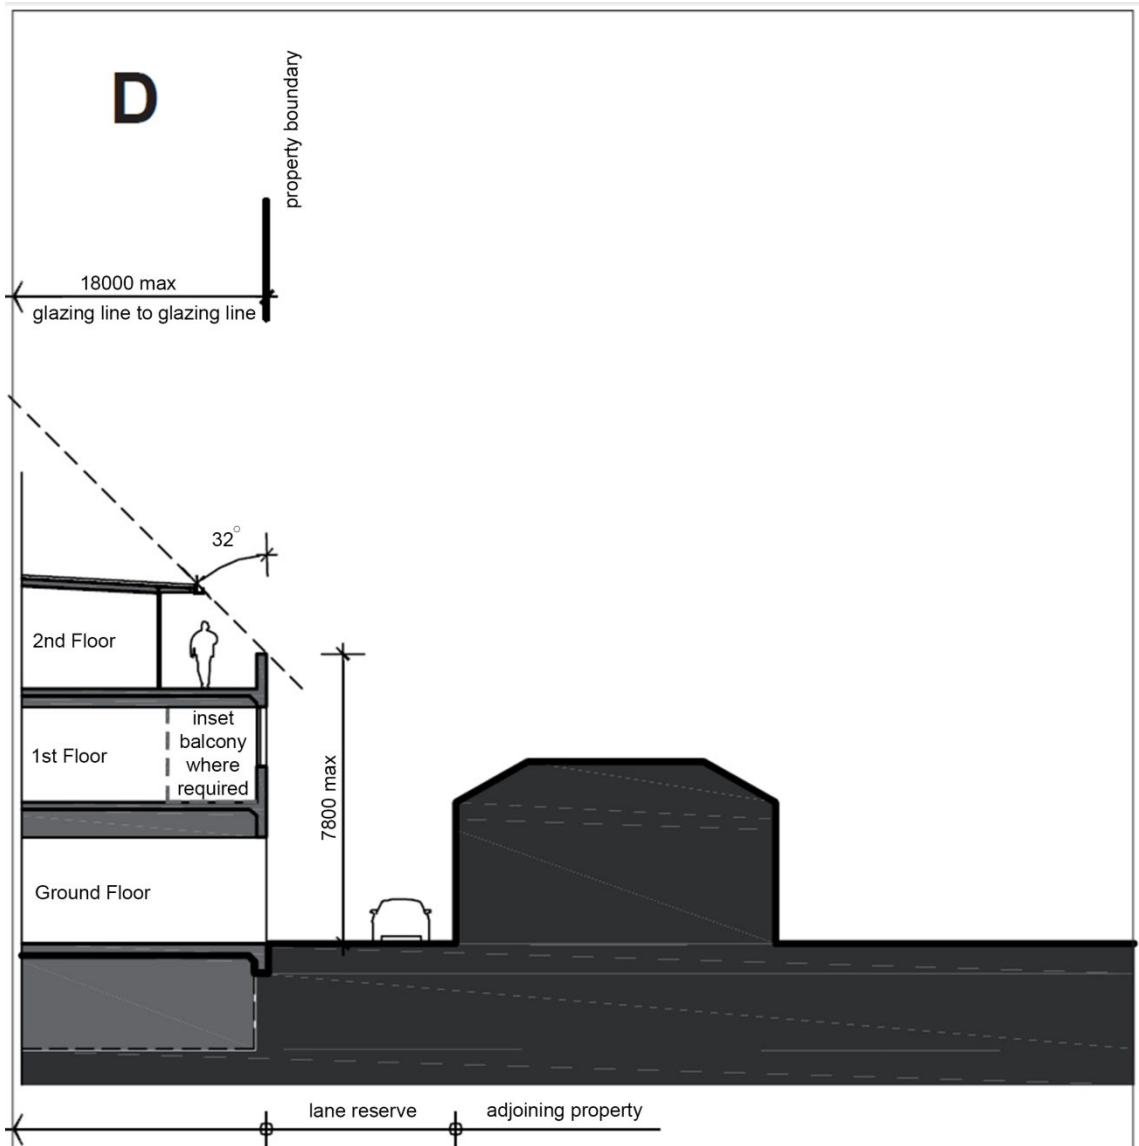 D
property boundary
18000 max
glazing line to glazing line
32°
2nd Floor
inset
balcony
where
required
1st Floor
7800 max
Ground Floor
lane reserve
adjoining property